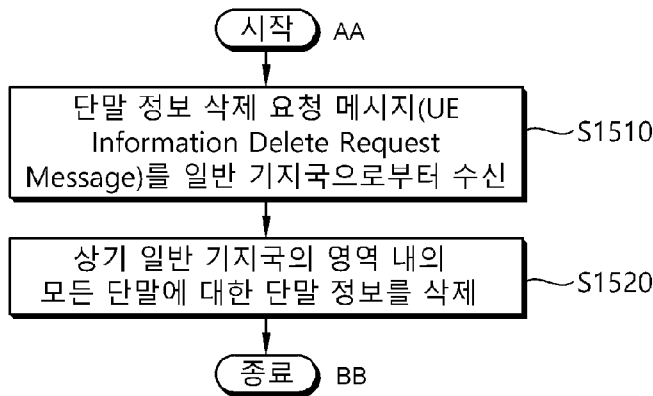 시작 AA
단말 정보 삭제 요청 메시지(UE
Information Delete Request
Message)를 일반 기지국으로부터 수신
S1510
상기 일반 기지국의 영역 내의
모든 단말에 대한 단말 정보를 삭제
S1520
종료 BB